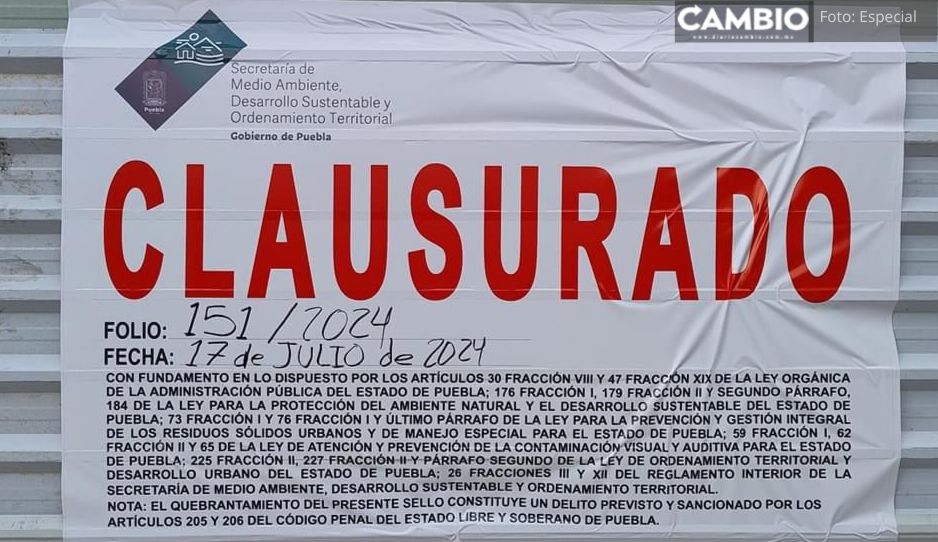 CAMBIO
www.diariocambio.com.mx
Foto: Especial
Puebla
Secretaría de
Medio Ambiente,
Desarrollo Sustentable y
Ordenamiento Territorial
Gobierno de Puebla
CLAUSURADO
FOLIO: 151/2024
FECHA: 17 de JULIO de 2024
CON FUNDAMENTO EN LO DISPUESTO POR LOS ARTÍCULOS 30 FRACCIÓN VIII Y 47 FRACCIÓN XIX DE LA LEY ORGÁNICA
DE LA ADMINISTRACIÓN PÚBLICA DEL ESTADO DE PUEBLA; 176 FRACCIÓN I, 179 FRACCIÓN II Y SEGUNDO PÁRRAFO,
184 DE LA LEY PARA LA PROTECCIÓN DEL AMBIENTE NATURAL Y EL DESARROLLO SUSTENTABLE DEL ESTADO DE
PUEBLA; 73 FRACCIÓN I Y 76 FRACCIÓN I Y ÚLTIMO PÁRRAFO DE LA LEY PARA LA PREVENCIÓN Y GESTIÓN INTEGRAL
DE LOS RESIDUOS SÓLIDOS URBANOS Y DE MANEJO ESPECIAL PARA EL ESTADO DE PUEBLA; 59 FRACCIÓN I, 62
FRACCIÓN II Y 65 DE LA LEY DE ATENCIÓN Y PREVENCIÓN DE LA CONTAMINACIÓN VISUAL Y AUDITIVA PARA EL ESTADO
DE PUEBLA; 225 FRACCIÓN II, 227 FRACCIÓN II Y PÁRRAFO SEGUNDO DE LA LEY DE ORDENAMIENTO TERRITORIAL Y
DESARROLLO URBANO DEL ESTADO DE PUEBLA; 26 FRACCIONES III Y XII DEL REGLAMENTO INTERIOR DE LA
SECRETARÍA DE MEDIO AMBIENTE, DESARROLLO SUSTENTABLE Y ORDENAMIENTO TERRITORIAL.
NOTA: EL QUEBRANTAMIENTO DEL PRESENTE SELLO CONSTITUYE UN DELITO PREVISTO Y SANCIONADO POR LOS
ARTÍCULOS 205 Y 206 DEL CÓDIGO PENAL DEL ESTADO LIBRE Y SOBERANO DE PUEBLA.